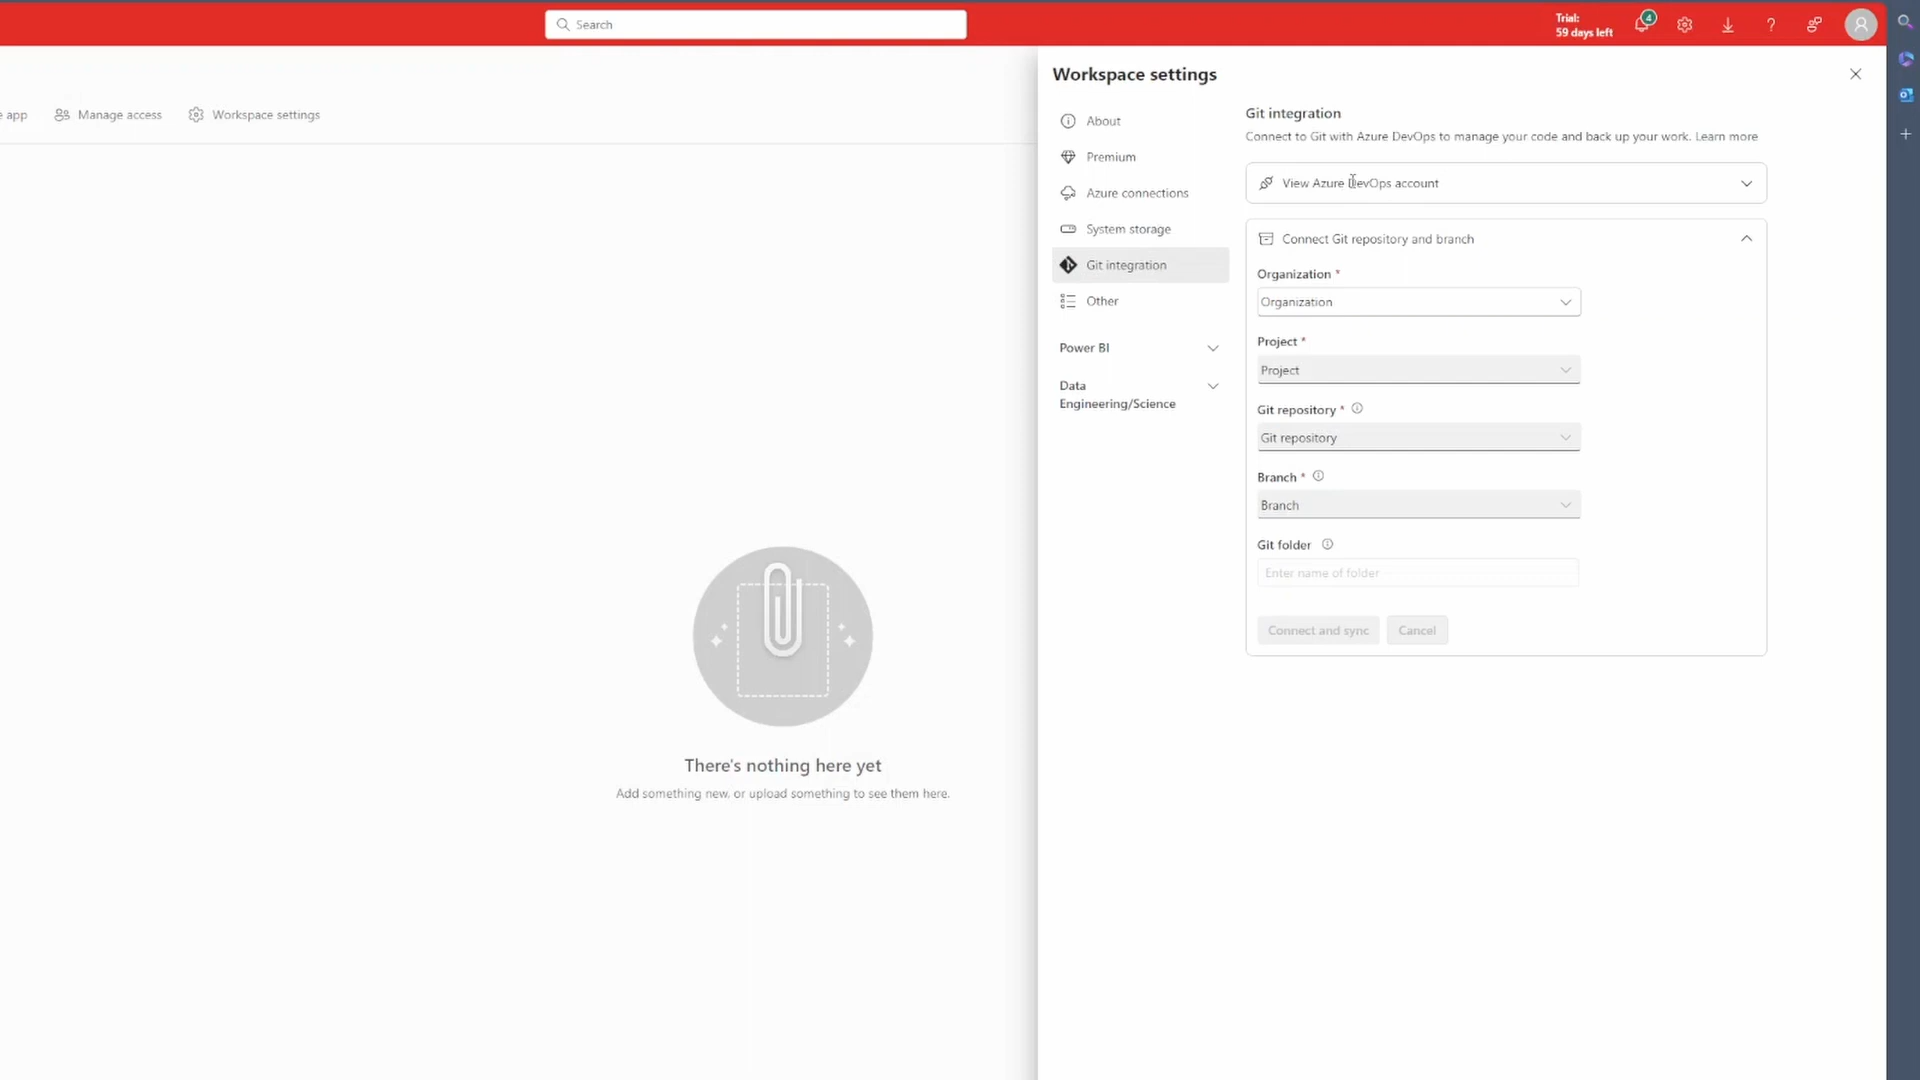 Search
Trial:
59 days left
4
e app
Manage access
Workspace settings
There's nothing here yet
Add something new, or upload something to see them here.
Workspace settings
About
Premium
Azure connections
System storage
Git integration
Other
Power BI
Data
Engineering/Science
Git integration
Connect to Git with Azure DevOps to manage your code and back up your work. Learn more
View Azure DevOps account
Connect Git repository and branch
Organization *
Organization
Project *
Project
Git repository *
Git repository
Branch *
Branch
Git folder
Enter name of folder
Connect and sync
Cancel